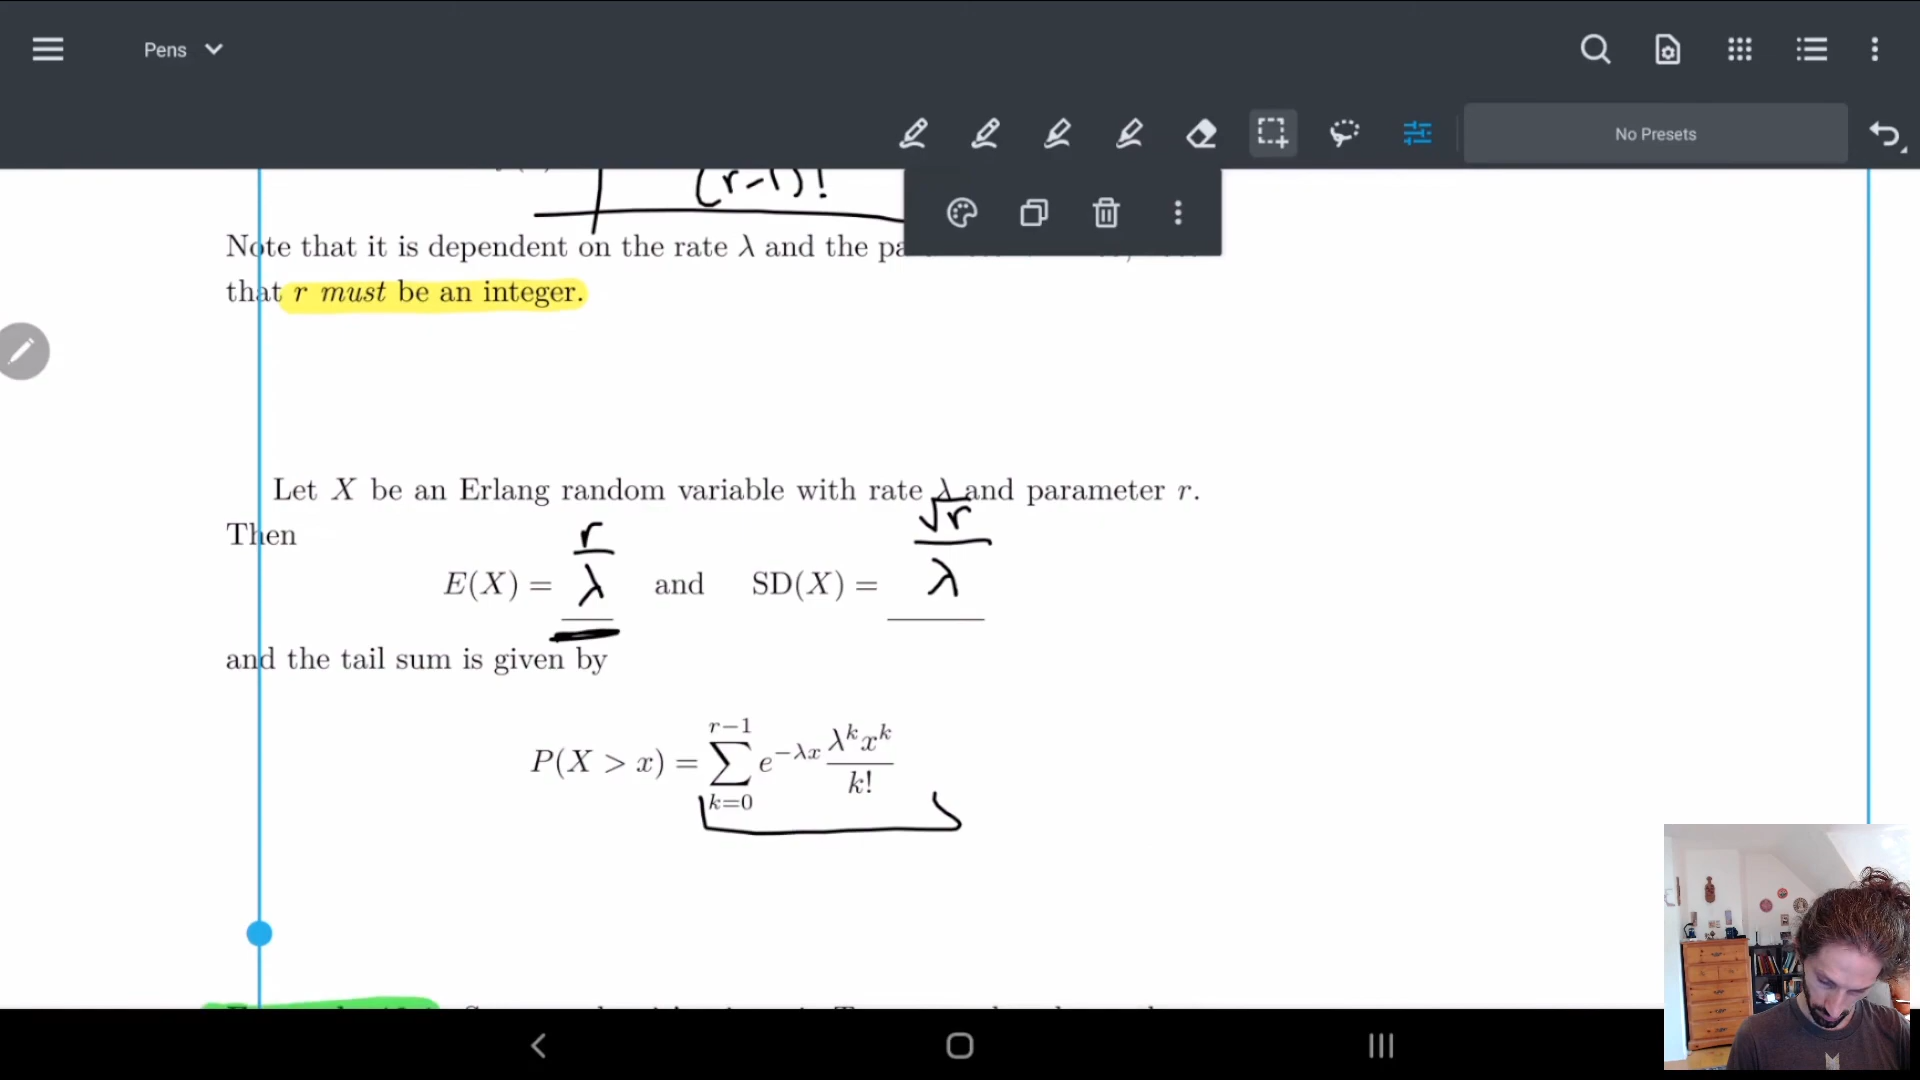 Pens
No Presets
(r-1)!
Note that it is dependent on the rate λ and the
that r must be an integer.
Let X be an Erlang random variable with rate λ and parameter r.
Then
E(X) = r/λ and SD(X) = √r/λ
and the tail sum is given by
P(X > x) = ∑_{k=0}^{r−1} e^{−λx} λ^k x^k / k!